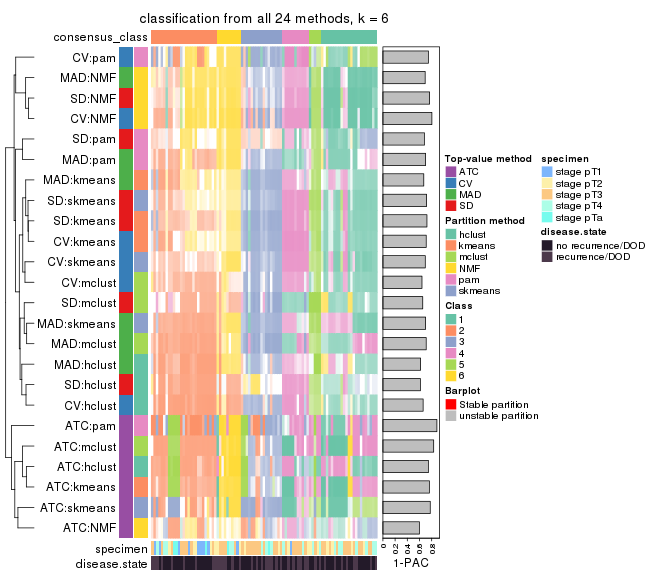 classification from all 24 methods, k = 6
consensus_class
CV:pam
MAD:NMF
SD:NMF
CV:NMF
SD:pam
MAD:pam
MAD:kmeans
SD:skmeans
SD:kmeans
CV:kmeans
CV:skmeans
CV:mclust
SD:mclust
MAD:skmeans
MAD:mclust
MAD:hclust
SD:hclust
CV:hclust
ATC:pam
ATC:mclust
ATC:hclust
ATC:kmeans
ATC:skmeans
ATC:NMF
specimen
disease.state
0 0.2 0.4 0.6 0.8
1-PAC
Top-value method
ATC
CV
MAD
SD
Partition method
hclust
kmeans
mclust
NMF
pam
skmeans
Class
1
2
3
4
5
6
Barplot
Stable partition
unstable partition
specimen
stage pT1
stage pT2
stage pT3
stage pT4
stage pTa
disease.state
no recurrence/DOD
recurrence/DOD